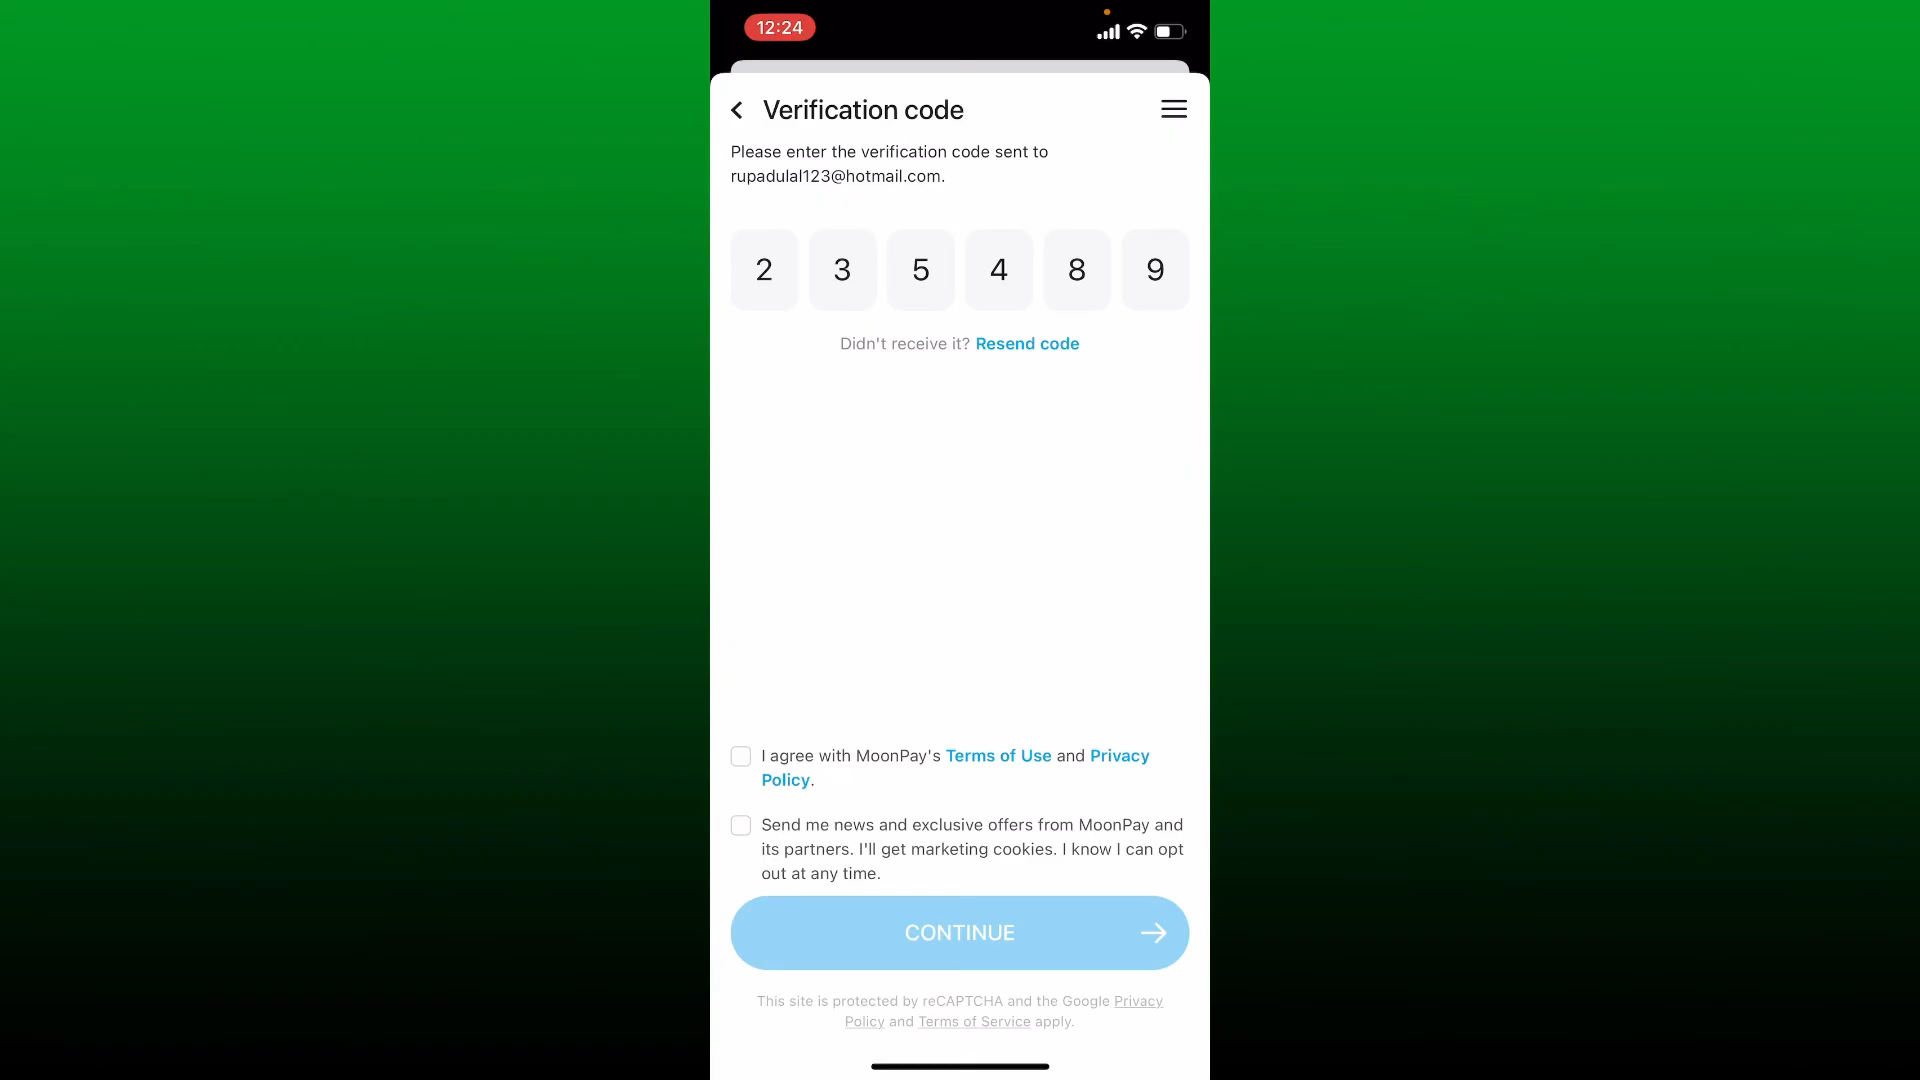 12:24
Verification code
Please enter the verification code sent to
rupadulal123@hotmail.com.
2 3 5 4 8 9
Didn't receive it? Resend code
I agree with MoonPay's Terms of Use and Privacy
Policy.
Send me news and exclusive offers from MoonPay and
its partners. I'll get marketing cookies. I know I can opt
out at any time.
CONTINUE
This site is protected by reCAPTCHA and the Google Privacy
Policy and Terms of Service apply.